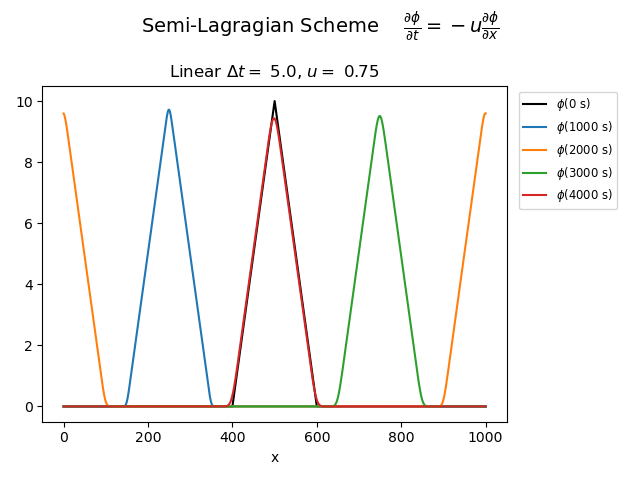 Semi-Lagragian Scheme ∂ϕ/∂t = −u ∂ϕ/∂x
Linear Δt = 5.0, u = 0.75
10
8
6
4
2
0
0 200 400 600 800 1000
x
ϕ(0 s)
ϕ(1000 s)
ϕ(2000 s)
ϕ(3000 s)
ϕ(4000 s)